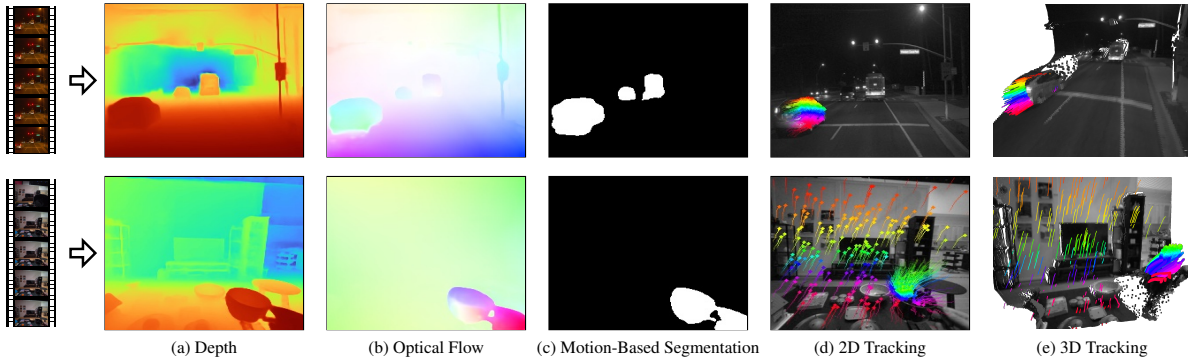 (a) Depth
(b) Optical Flow
(c) Motion-Based Segmentation
(d) 2D Tracking
(e) 3D Tracking